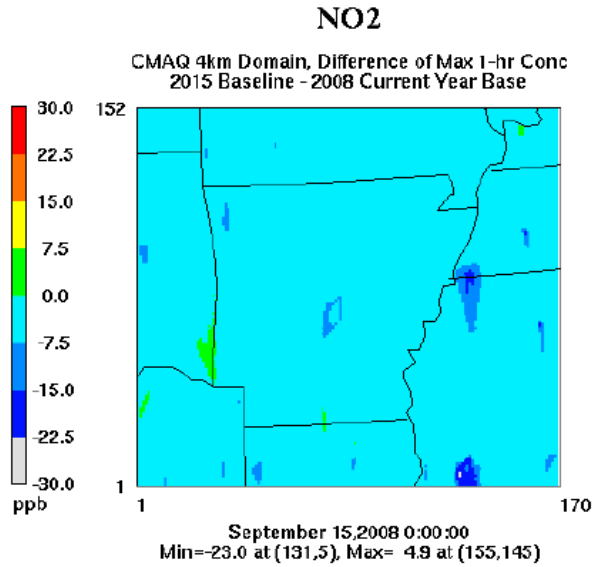 NO2
CMAQ 4km Domain, Difference of Max 1-hr Conc
2015 Baseline - 2008 Current Year Base
30.0
22.5
15.0
7.5
0.0
-7.5
-15.0
-22.5
-30.0
ppb
152
1
1
170
September 15,2008 0:00:00
Min=-23.0 at (131,5), Max= 4.9 at (155,145)